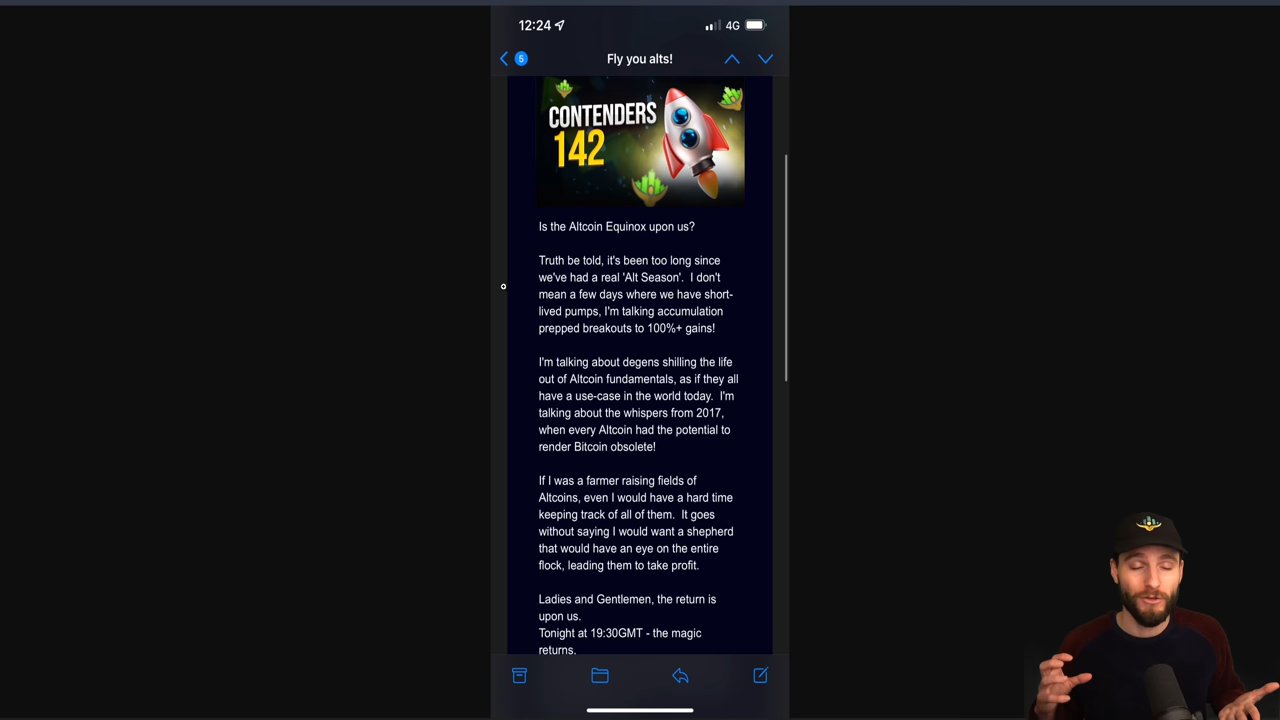 12:24
4G
5
Fly you alts!
CONTENDERS
142
Is the Altcoin Equinox upon us?
Truth be told, it's been too long since
we've had a real 'Alt Season'.  I don't
mean a few days where we have short-
lived pumps, I'm talking accumulation
prepped breakouts to 100%+ gains!
I'm talking about degens shilling the life
out of Altcoin fundamentals, as if they all
have a use-case in the world today.  I'm
talking about the whispers from 2017,
when every Altcoin had the potential to
render Bitcoin obsolete!
If I was a farmer raising fields of
Altcoins, even I would have a hard time
keeping track of all of them.  It goes
without saying I would want a shepherd
that would have an eye on the entire
flock, leading them to take profit.
Ladies and Gentlemen, the return is
upon us.
Tonight at 19:30GMT - the magic
returns.